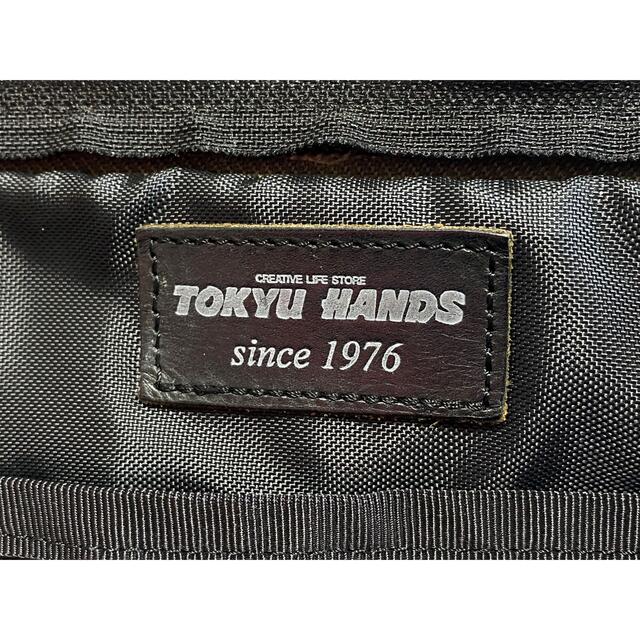 CREATIVE LIFE STORE
TOKYU HANDS
since 1976